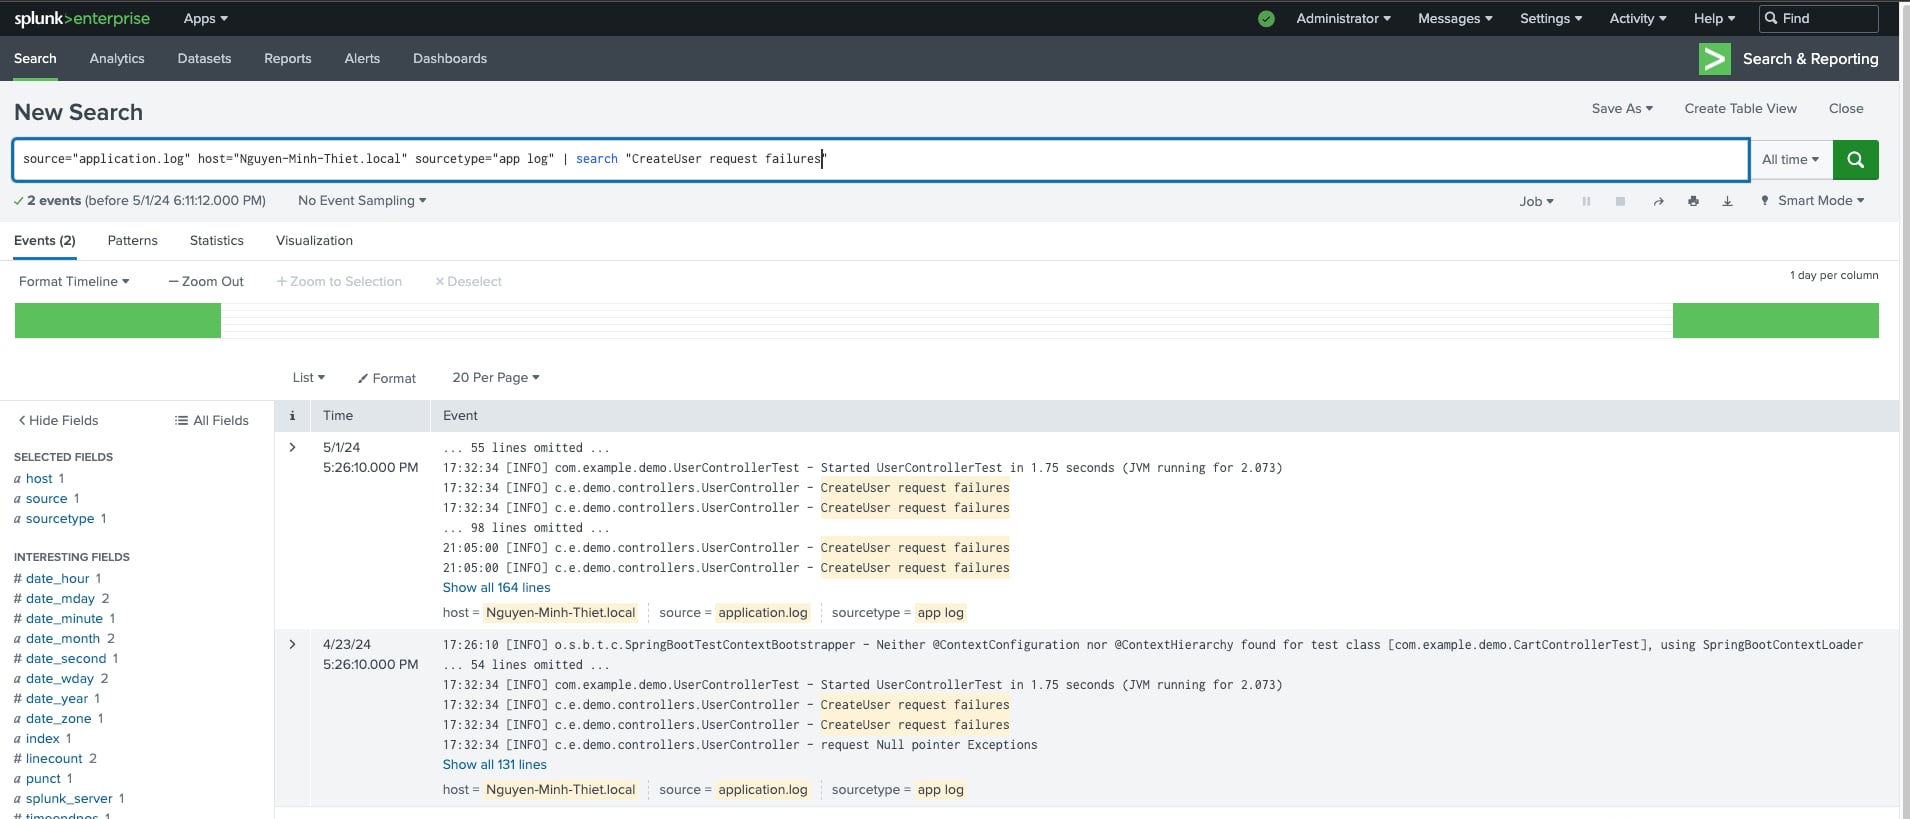 splunk>enterprise Apps Administrator Messages Settings Activity Help Find
Search Analytics Datasets Reports Alerts Dashboards Search & Reporting
New Search Save As Create Table View Close
source="application.log" host="Nguyen-Minh-Thiet.local" sourcetype="app log" | search "CreateUser request failures" All time
2 events (before 5/1/24 6:11:12.000 PM) No Event Sampling Job Smart Mode
Events (2) Patterns Statistics Visualization
Format Timeline — Zoom Out + Zoom to Selection × Deselect 1 day per column
List Format 20 Per Page
< Hide Fields All Fields
SELECTED FIELDS
a host 1
a source 1
a sourcetype 1
INTERESTING FIELDS
# date_hour 1
# date_mday 2
# date_minute 1
a date_month 2
# date_second 1
a date_wday 2
# date_year 1
a date_zone 1
a index 1
# linecount 2
a punct 1
a splunk_server 1
# timeendpos 1
i Time Event
5/1/24
5:26:10.000 PM
... 55 lines omitted ...
17:32:34 [INFO] com.example.demo.UserControllerTest - Started UserControllerTest in 1.75 seconds (JVM running for 2.073)
17:32:34 [INFO] c.e.demo.controllers.UserController - CreateUser request failures
17:32:34 [INFO] c.e.demo.controllers.UserController - CreateUser request failures
... 98 lines omitted ...
21:05:00 [INFO] c.e.demo.controllers.UserController - CreateUser request failures
21:05:00 [INFO] c.e.demo.controllers.UserController - CreateUser request failures
Show all 164 lines
host = Nguyen-Minh-Thiet.local source = application.log sourcetype = app log
4/23/24
5:26:10.000 PM
17:26:10 [INFO] o.s.b.t.c.SpringBootTestContextBootstrapper - Neither @ContextConfiguration nor @ContextHierarchy found for test class [com.example.demo.CartControllerTest], using SpringBootContextLoader
... 54 lines omitted ...
17:32:34 [INFO] com.example.demo.UserControllerTest - Started UserControllerTest in 1.75 seconds (JVM running for 2.073)
17:32:34 [INFO] c.e.demo.controllers.UserController - CreateUser request failures
17:32:34 [INFO] c.e.demo.controllers.UserController - CreateUser request failures
17:32:34 [INFO] c.e.demo.controllers.UserController - request Null pointer Exceptions
Show all 131 lines
host = Nguyen-Minh-Thiet.local source = application.log sourcetype = app log